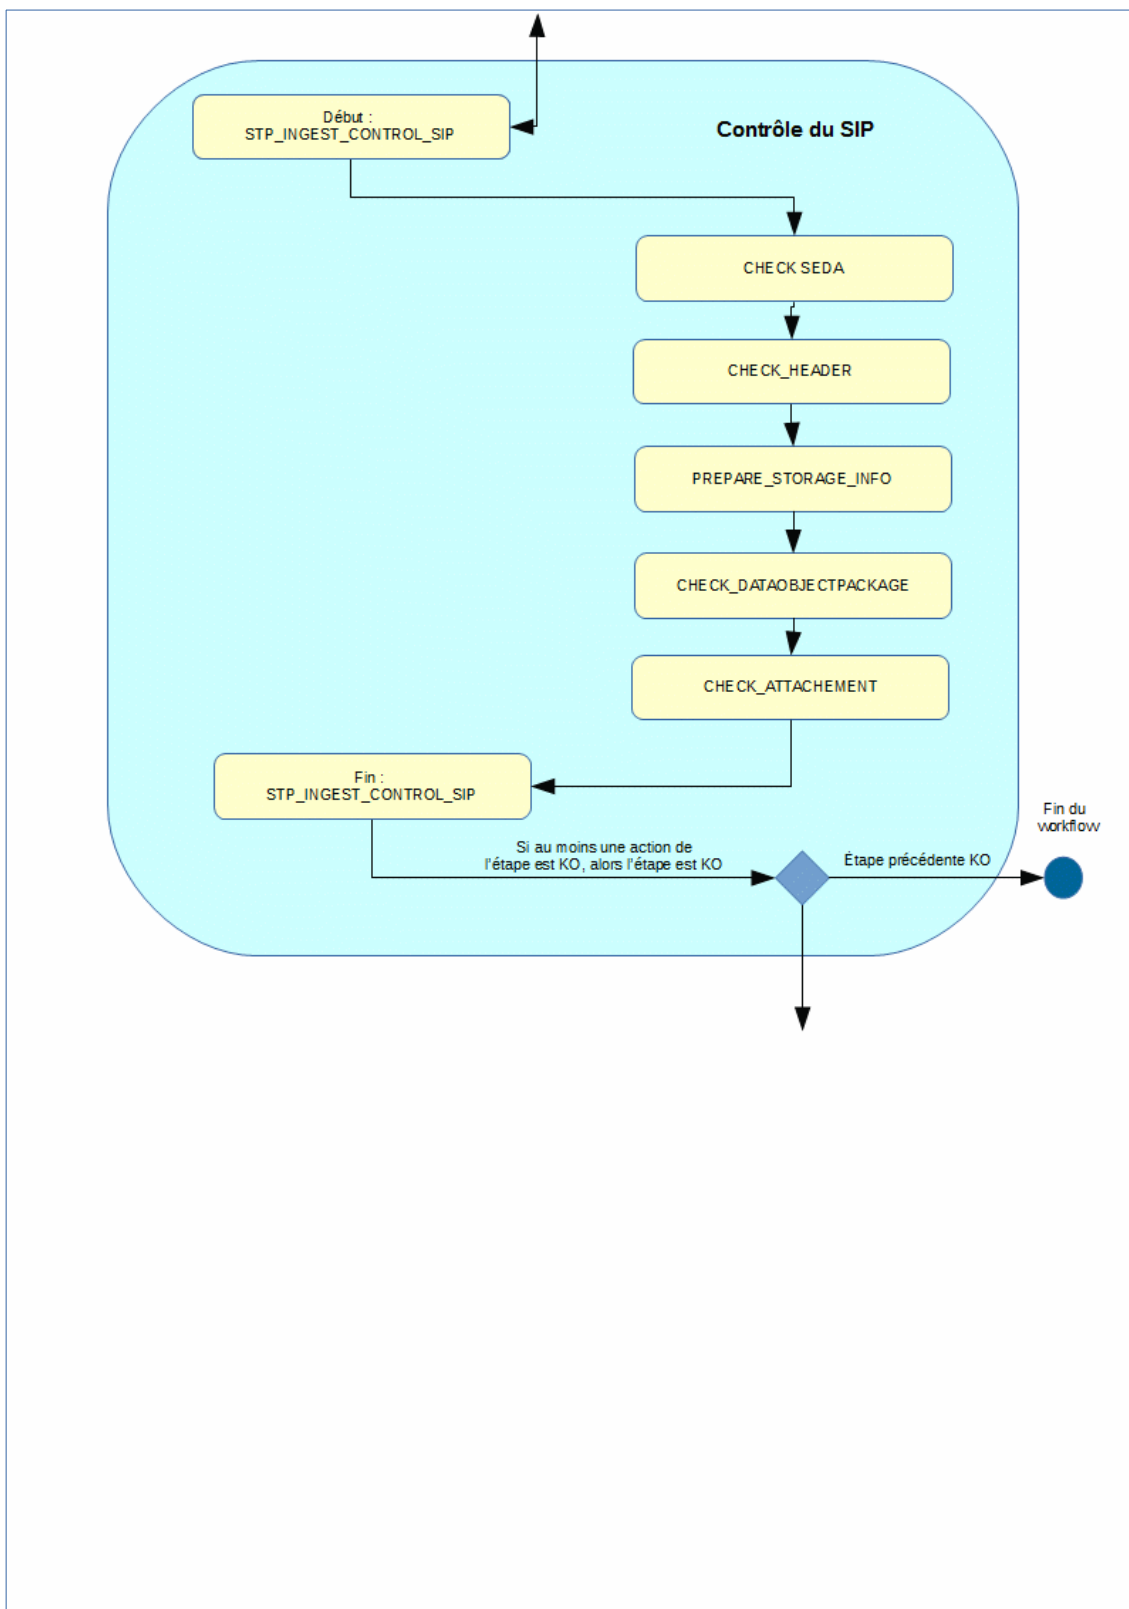 Début :
STP_INGEST_CONTROL_SIP
Contrôle du SIP
CHECK SEDA
CHECK_HEADER
PREPARE_STORAGE_INFO
CHECK_DATAOBJECTPACKAGE
CHECK_ATTACHEMENT
Fin :
STP_INGEST_CONTROL_SIP
Si au moins une action de
l'étape est KO, alors l'étape est KO
Étape précédente KO
Fin du
workflow